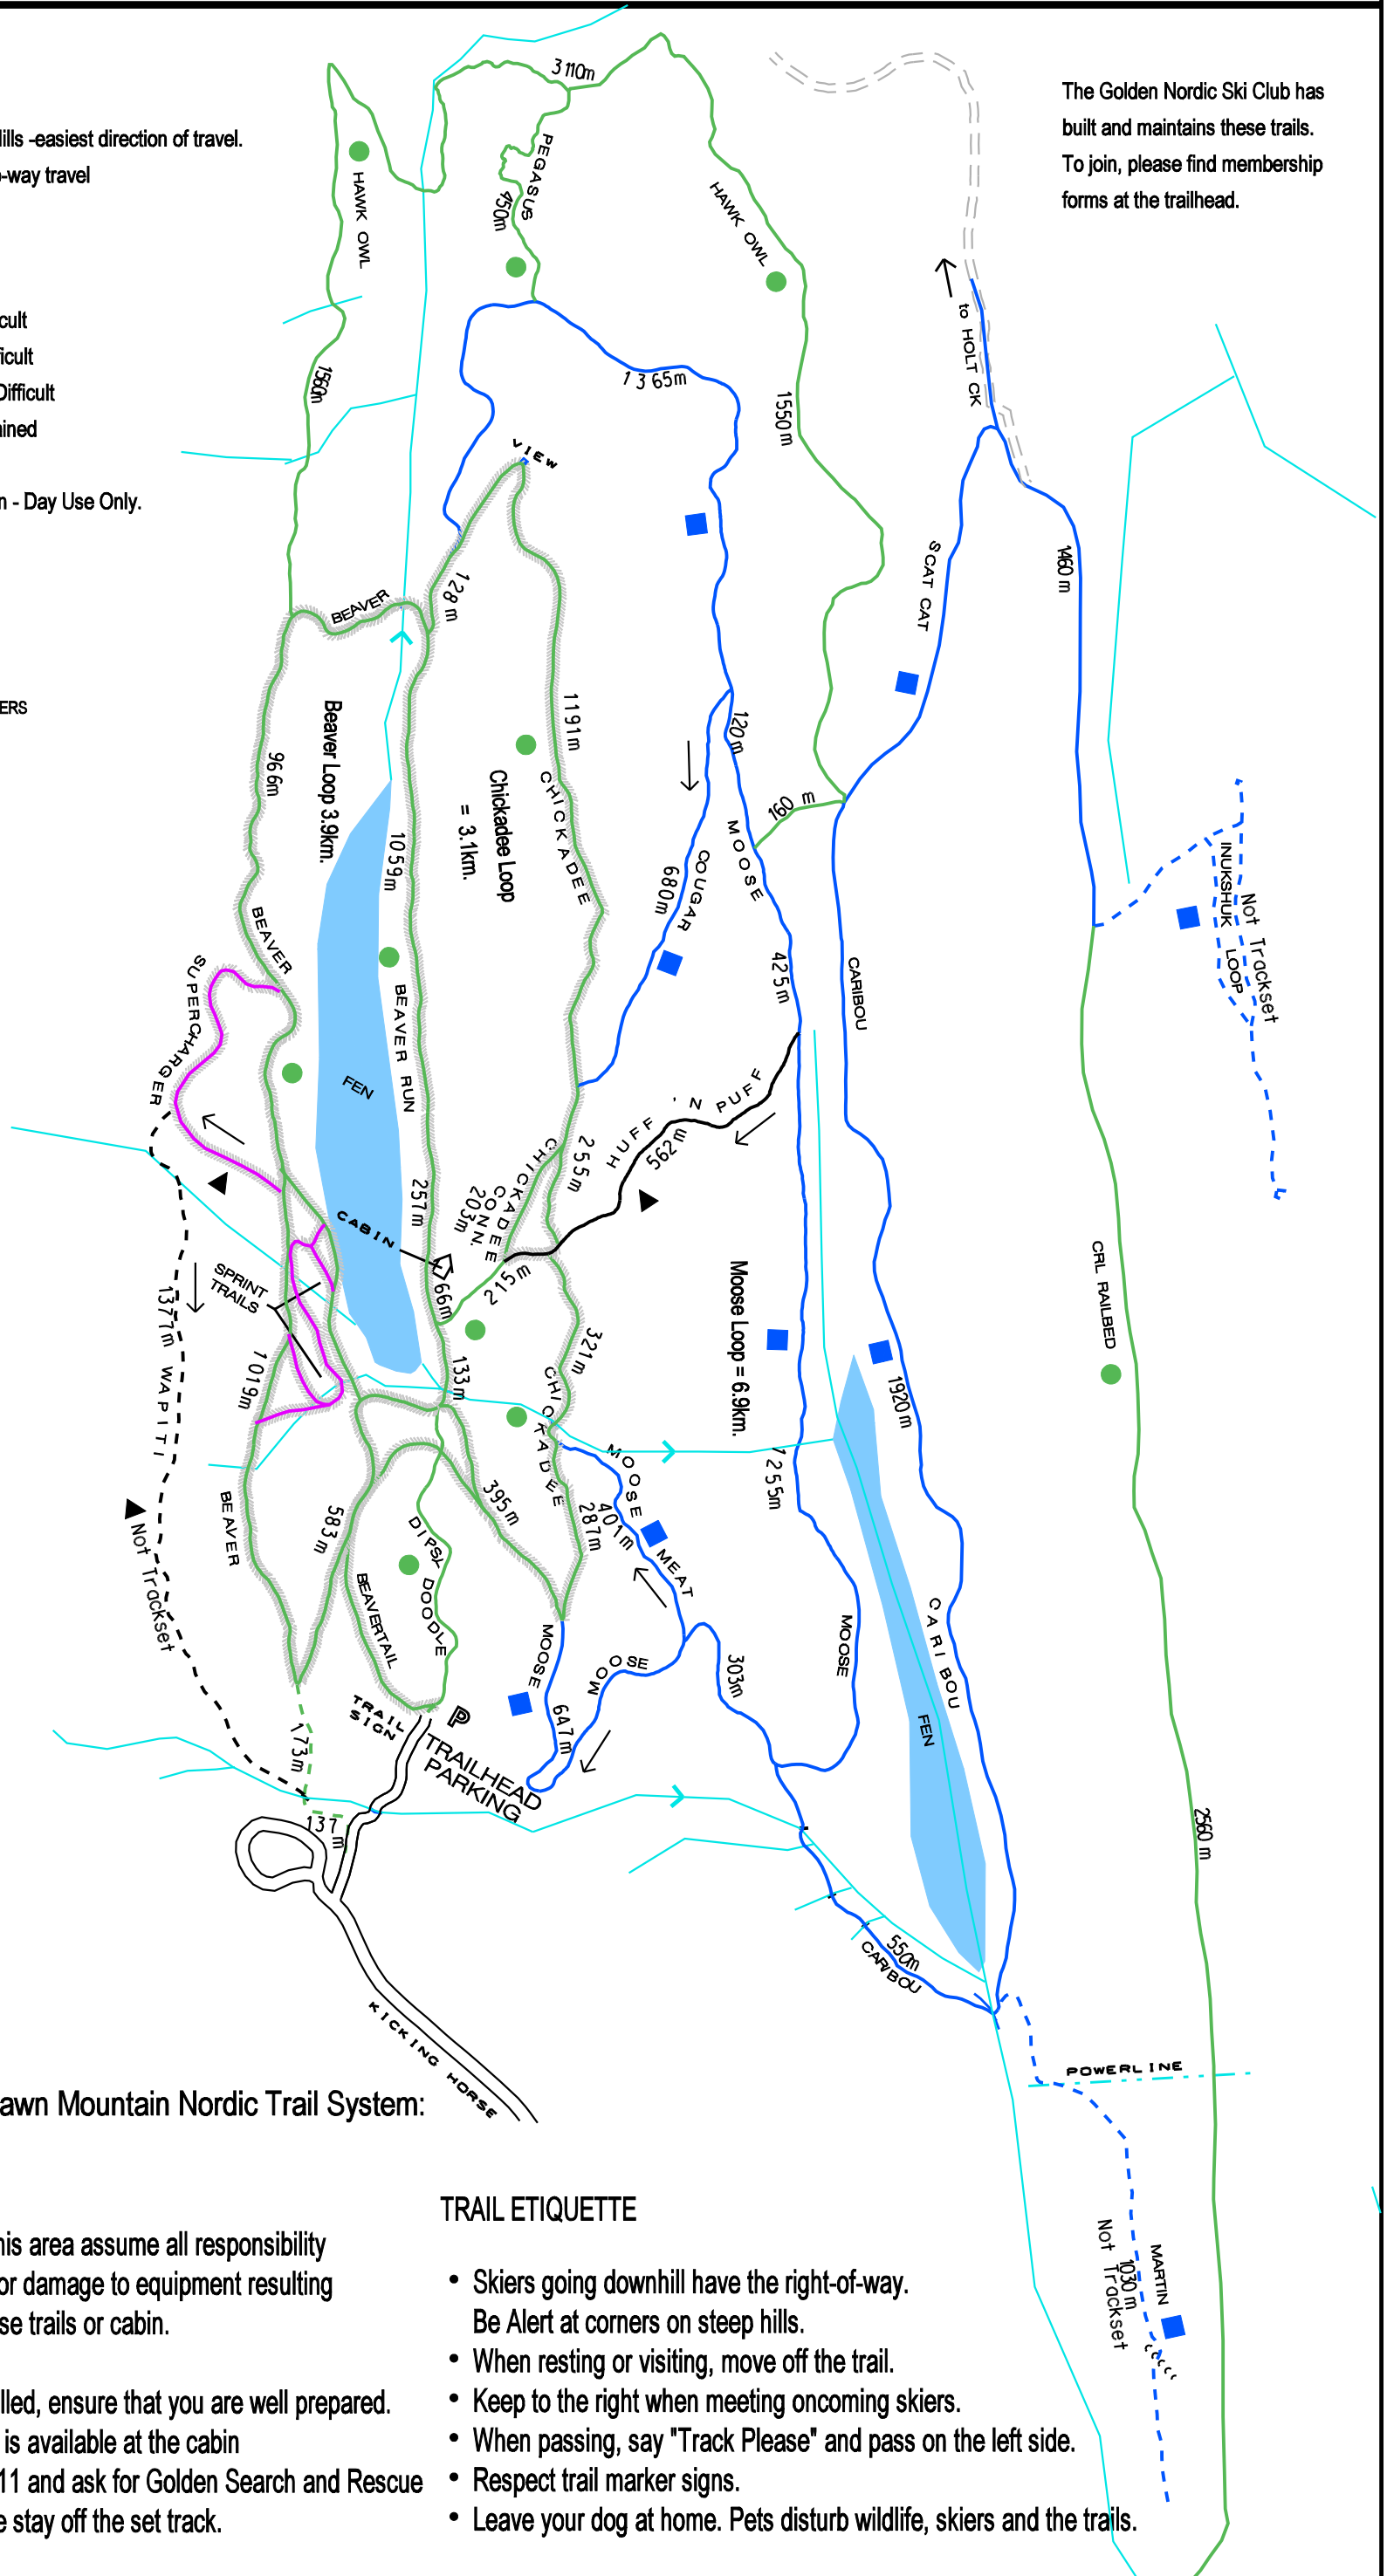 The Golden Nordic Ski Club has
built and maintains these trails.
To join, please find membership
forms at the trailhead.
ills -easiest direction of travel.
-way travel
cult
ficult
Difficult
ined
n - Day Use Only.
ERS
3110m
HAWK OWL
PEGASUS
450m
HAWK OWL
to HOLT CK
1560m
1365m
1550m
VIEW
SCAT CAT
1460m
BEAVER
128m
1191m
120m
160 m
Beaver Loop 3.9km.
966m
1059m
Chickadee Loop
= 3.1km.
CHICKADEE
MOOSE
COUGAR
680m
INUKSHUK
LOOP
Not Trackset
BEAVER
SUPERCHARGER
BEAVER RUN
425m
CARIBOU
FEN
HUFF 'N PUFF
562m
CHICKADEE
CONN.
203m
255m
257m
CABIN
66m
215m
SPRINT
TRAILS
1377m WAPITI
Not Trackset
1019m
133m
321m
CHICKADEE
Moose Loop = 6.9km.
CRL RAILBED
1920m
1255m
MOOSE MEAT
401m
287m
395m
583m
BEAVER
DIPSY DOODLE
BEAVERTAIL
MOOSE
MOOSE
647m
303m
MOOSE
CARIBOU
FEN
TRAIL
SIGN
P
TRAILHEAD
PARKING
173m
137m
2560 m
550m
CARIBOU
KICKING HORSE
POWERLINE
MARTIN
1030 m
Not Trackset
awn Mountain Nordic Trail System:
his area assume all responsibility
or damage to equipment resulting
se trails or cabin.
lled, ensure that you are well prepared.
is available at the cabin
11 and ask for Golden Search and Rescue
e stay off the set track.
TRAIL ETIQUETTE
• Skiers going downhill have the right-of-way.
Be Alert at corners on steep hills.
• When resting or visiting, move off the trail.
• Keep to the right when meeting oncoming skiers.
• When passing, say "Track Please" and pass on the left side.
• Respect trail marker signs.
• Leave your dog at home. Pets disturb wildlife, skiers and the trails.